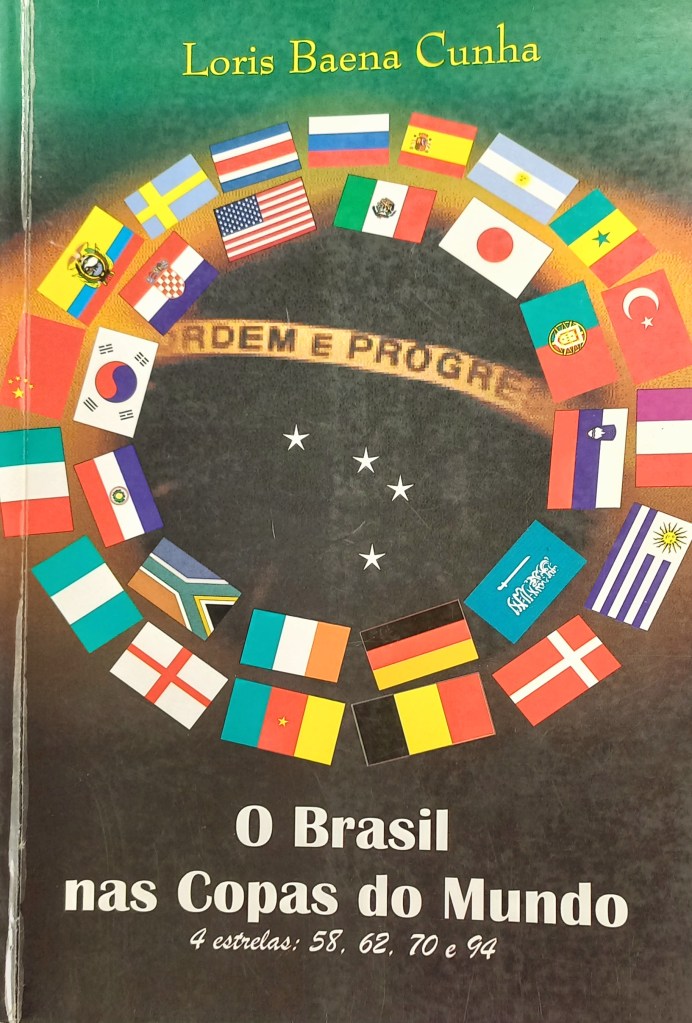 Loris Baena Cunha
RDEM E PROGRE
O Brasil
nas Copas do Mundo
4 estrelas: 58, 62, 70 e 94